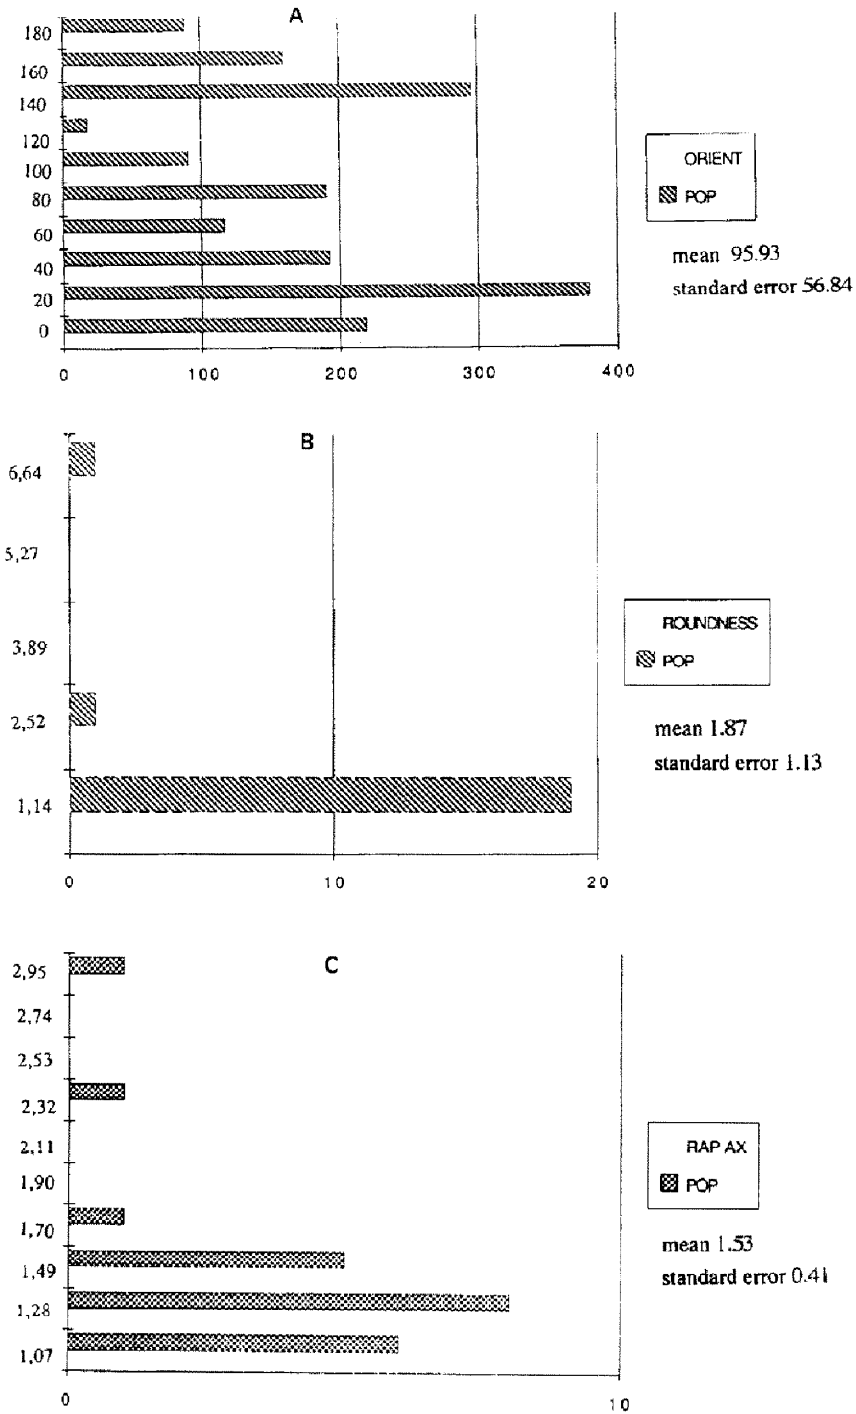 A
180
160
140
120
100
80
60
40
20
0
0 100 200 300 400
ORIENT
POP
mean 95.93
standard error 56.84
B
6,64
5,27
3,89
2,52
1,14
0 10 20
ROUNDNESS
POP
mean 1.87
standard error 1.13
C
2,95
2,74
2,53
2,32
2,11
1,90
1,70
1,49
1,28
1,07
0 10
RAP AX
POP
mean 1.53
standard error 0.41